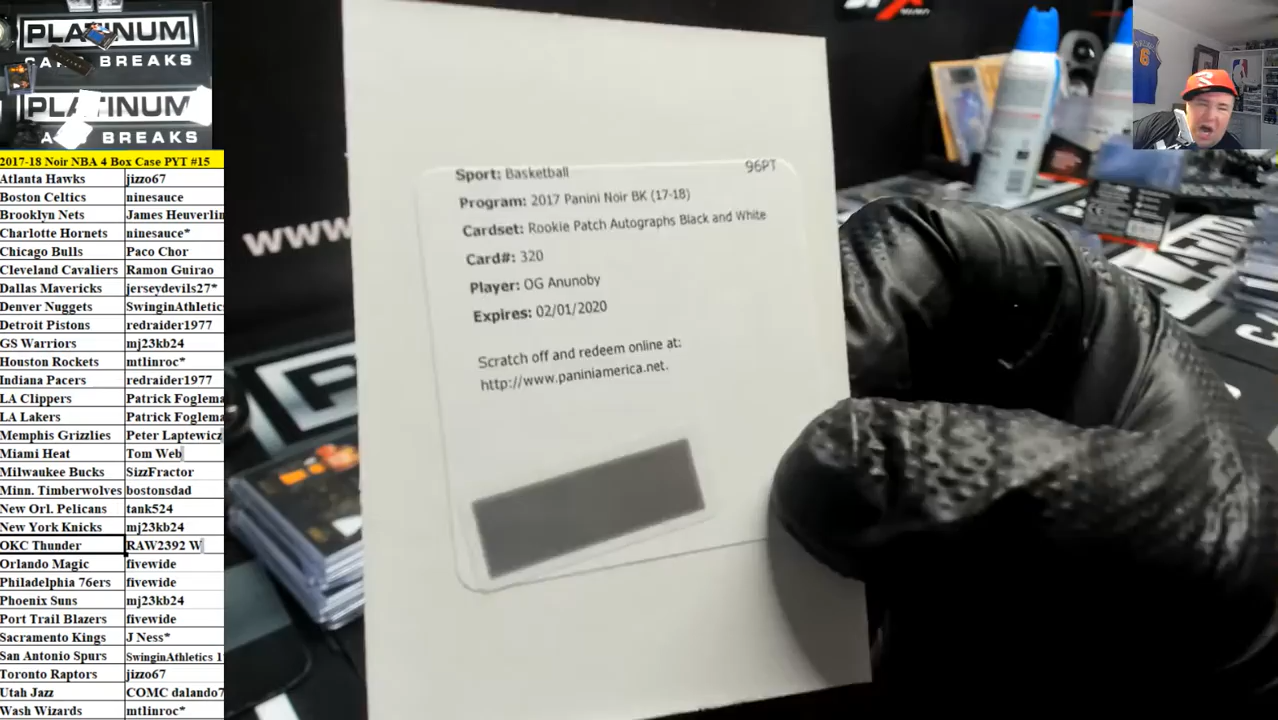 PLATINUM
CARD BREAKS
PLATINUM
BREAKS
2017-18 Noir NBA 4 Box Case PYT #15
Atlanta Hawks jizzo67
Boston Celtics ninesauce
Brooklyn Nets James Heuverlin
Charlotte Hornets ninesauce*
Chicago Bulls Paco Chor
Cleveland Cavaliers Ramon Guirao
Dallas Mavericks jerseydevils27*
Denver Nuggets SwinginAthletics
Detroit Pistons redraider1977
GS Warriors mj23kb24
Houston Rockets mtlinroc*
Indiana Pacers redraider1977
LA Clippers Patrick Foglema
LA Lakers Patrick Foglema
Memphis Grizzlies Peter Laptewicz
Miami Heat Tom Web
Milwaukee Bucks SizzFractor
Minn. Timberwolves bostonsdad
New Orl. Pelicans tank524
New York Knicks mj23kb24
OKC Thunder RAW2392 W
Orlando Magic fivewide
Philadelphia 76ers fivewide
Phoenix Suns mj23kb24
Port Trail Blazers fivewide
Sacramento Kings J Ness*
San Antonio Spurs SwinginAthletics 1
Toronto Raptors jizzo67
Utah Jazz COMC dalando7
Wash Wizards mtlinroc*
www
Sport: Basketball 96PT
Program: 2017 Panini Noir BK (17-18)
Cardset: Rookie Patch Autographs Black and White
Card#: 320
Player: OG Anunoby
Expires: 02/01/2020
Scratch off and redeem online at:
http://www.paniniamerica.net.
6